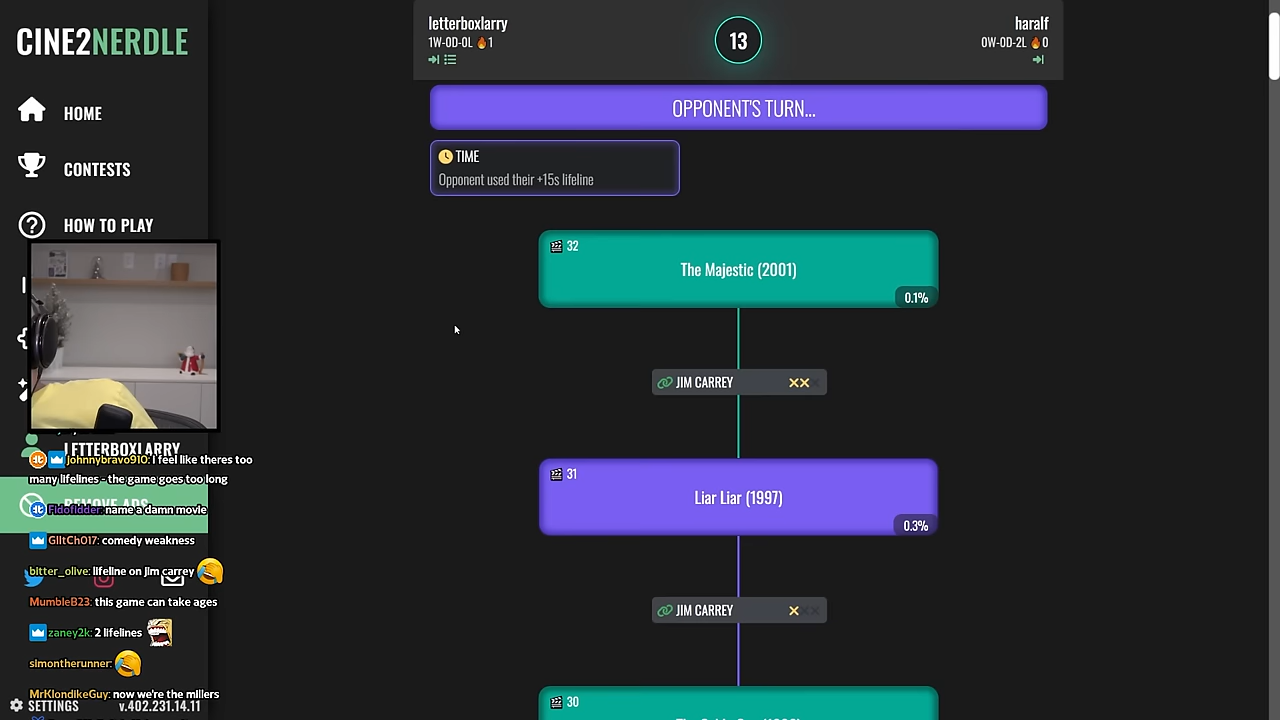 CINE2NERDLE
HOME
CONTESTS
HOW TO PLAY
LETTERBOXLARRY
REMOVE ADS
johnnybravo910: I feel like theres too
many lifelines - the game goes too long
Fldofldder: name a damn movie
GlitCh017: comedy weakness
bitter_olive: lifeline on jim carrey
MumbleB23: this game can take ages
zaney2k: 2 lifelines
simontherunner:
MrKlondikeGuy: now we're the millers
SETTINGS v.402.231.14.11
letterboxlarry
1W-0D-0L 1
13
haralf
0W-0D-2L 0
OPPONENT'S TURN...
TIME
Opponent used their +15s lifeline
32
The Majestic (2001)
0.1%
JIM CARREY
31
Liar Liar (1997)
0.3%
JIM CARREY
30